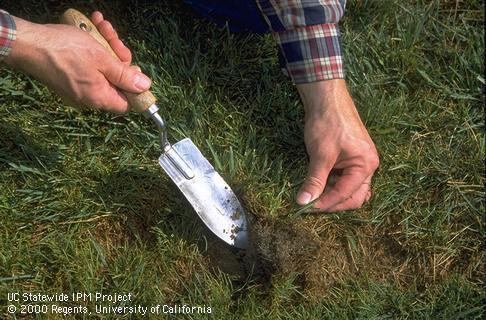 UC Statewide IPM Project
© 2000 Regents, University of California